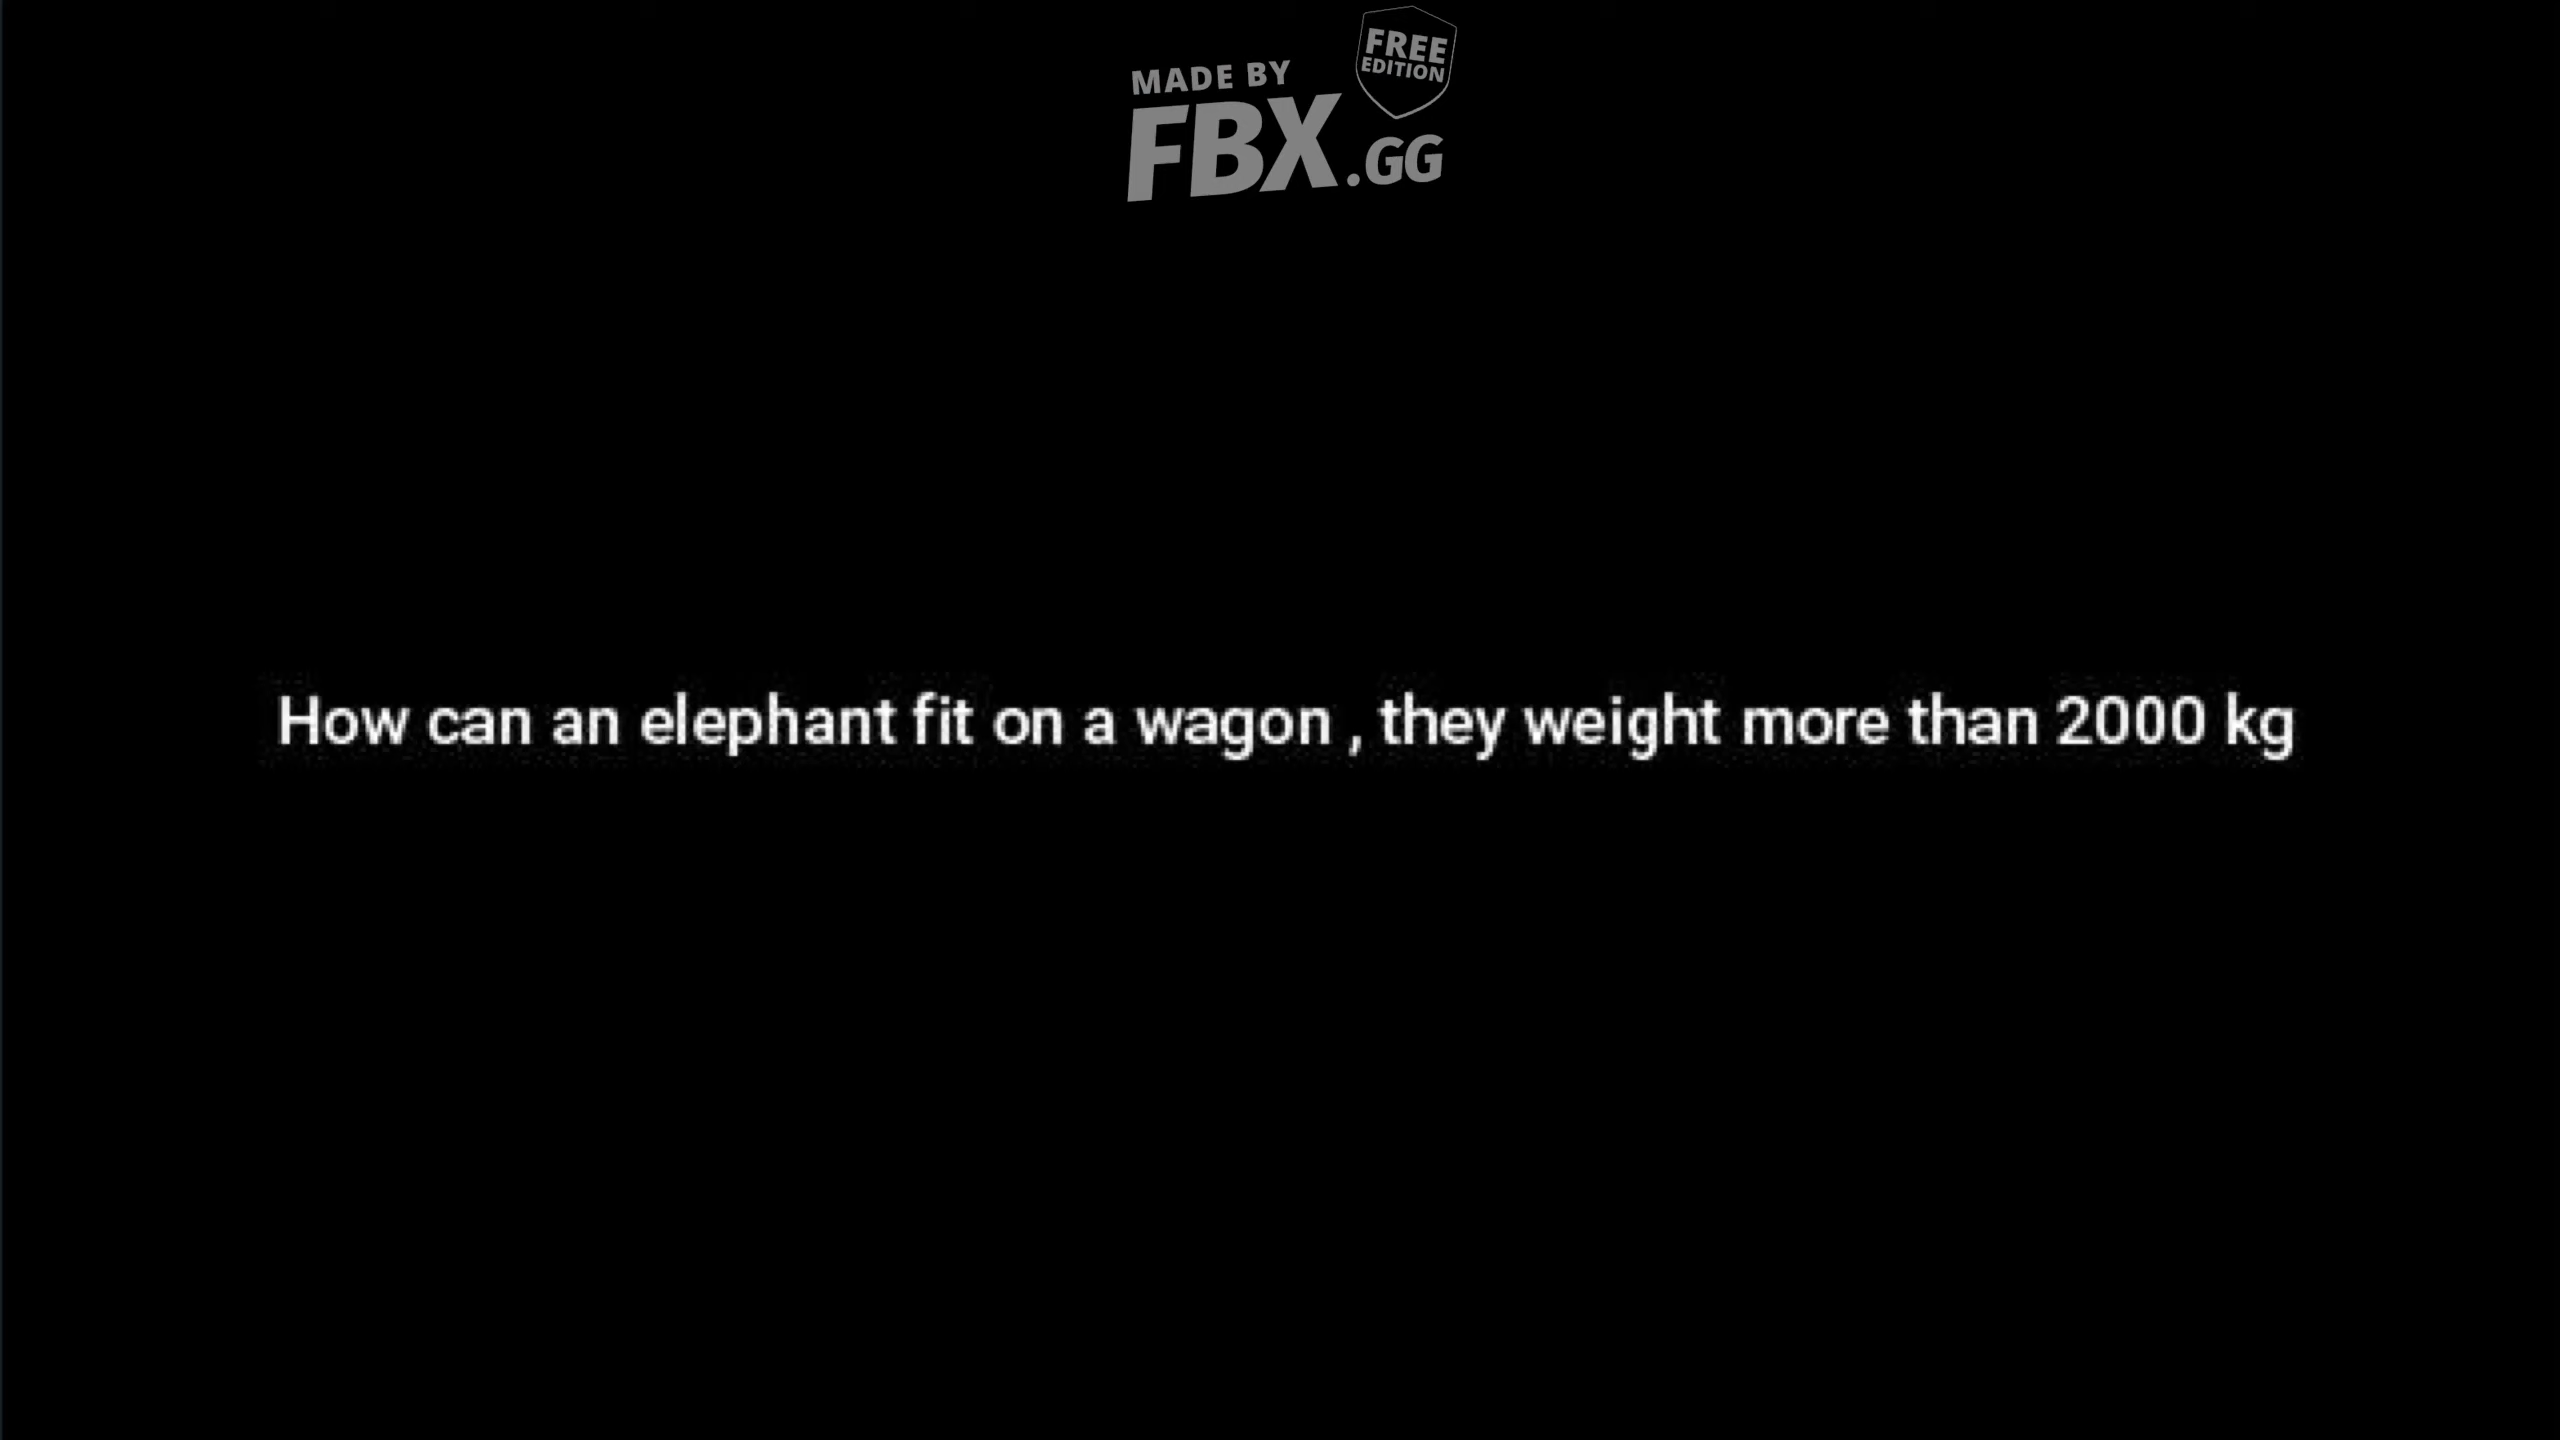 FREE
EDITION
MADE BY
FBX.GG
How can an elephant fit on a wagon , they weight more than 2000 kg